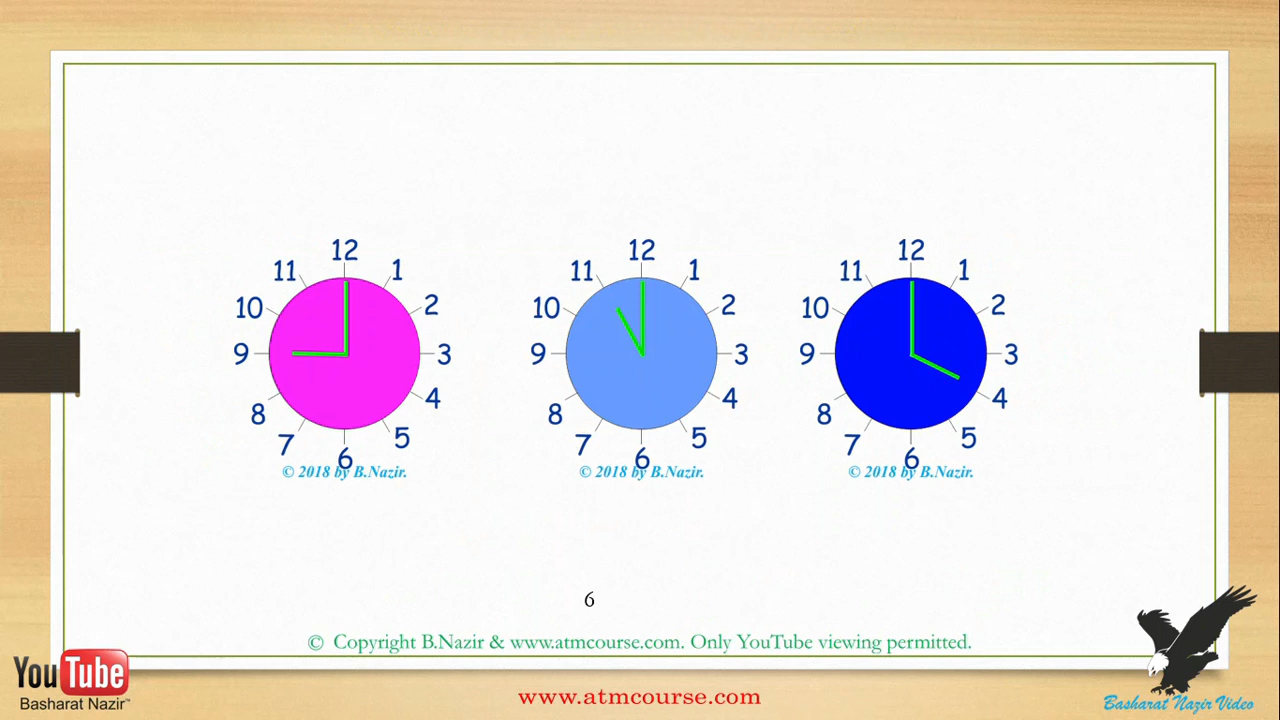 12 12 12
11 1 11 1 11 1
10 2 10 2 10 2
9 3 9 3 9 3
8 4 8 4 8 4
7 5 7 5 7 5
6 6 6
© 2018 by B.Nazir. © 2018 by B.Nazir. © 2018 by B.Nazir.
6
© Copyright B.Nazir & www.atmcourse.com. Only YouTube viewing permitted.
YouTube
Basharat Nazir™
www.atmcourse.com
Basharat Nazir Video